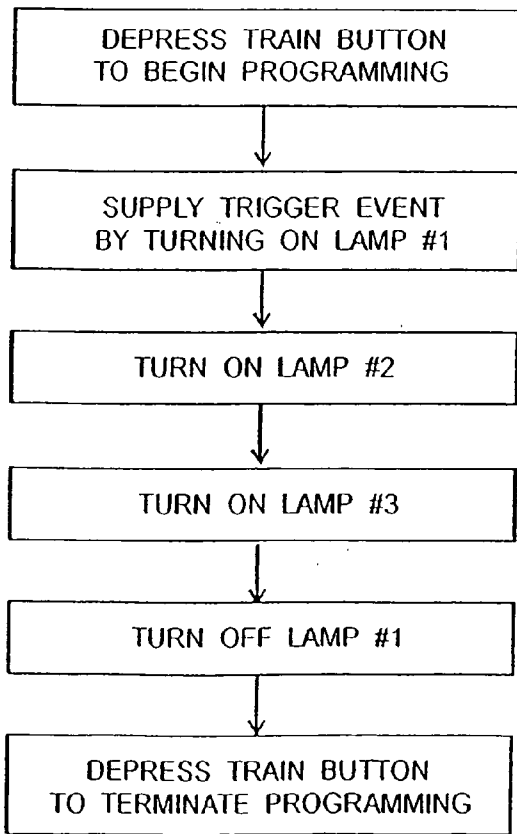 DEPRESS TRAIN BUTTON
TO BEGIN PROGRAMMING
SUPPLY TRIGGER EVENT
BY TURNING ON LAMP #1
TURN ON LAMP #2
TURN ON LAMP #3
TURN OFF LAMP #1
DEPRESS TRAIN BUTTON
TO TERMINATE PROGRAMMING